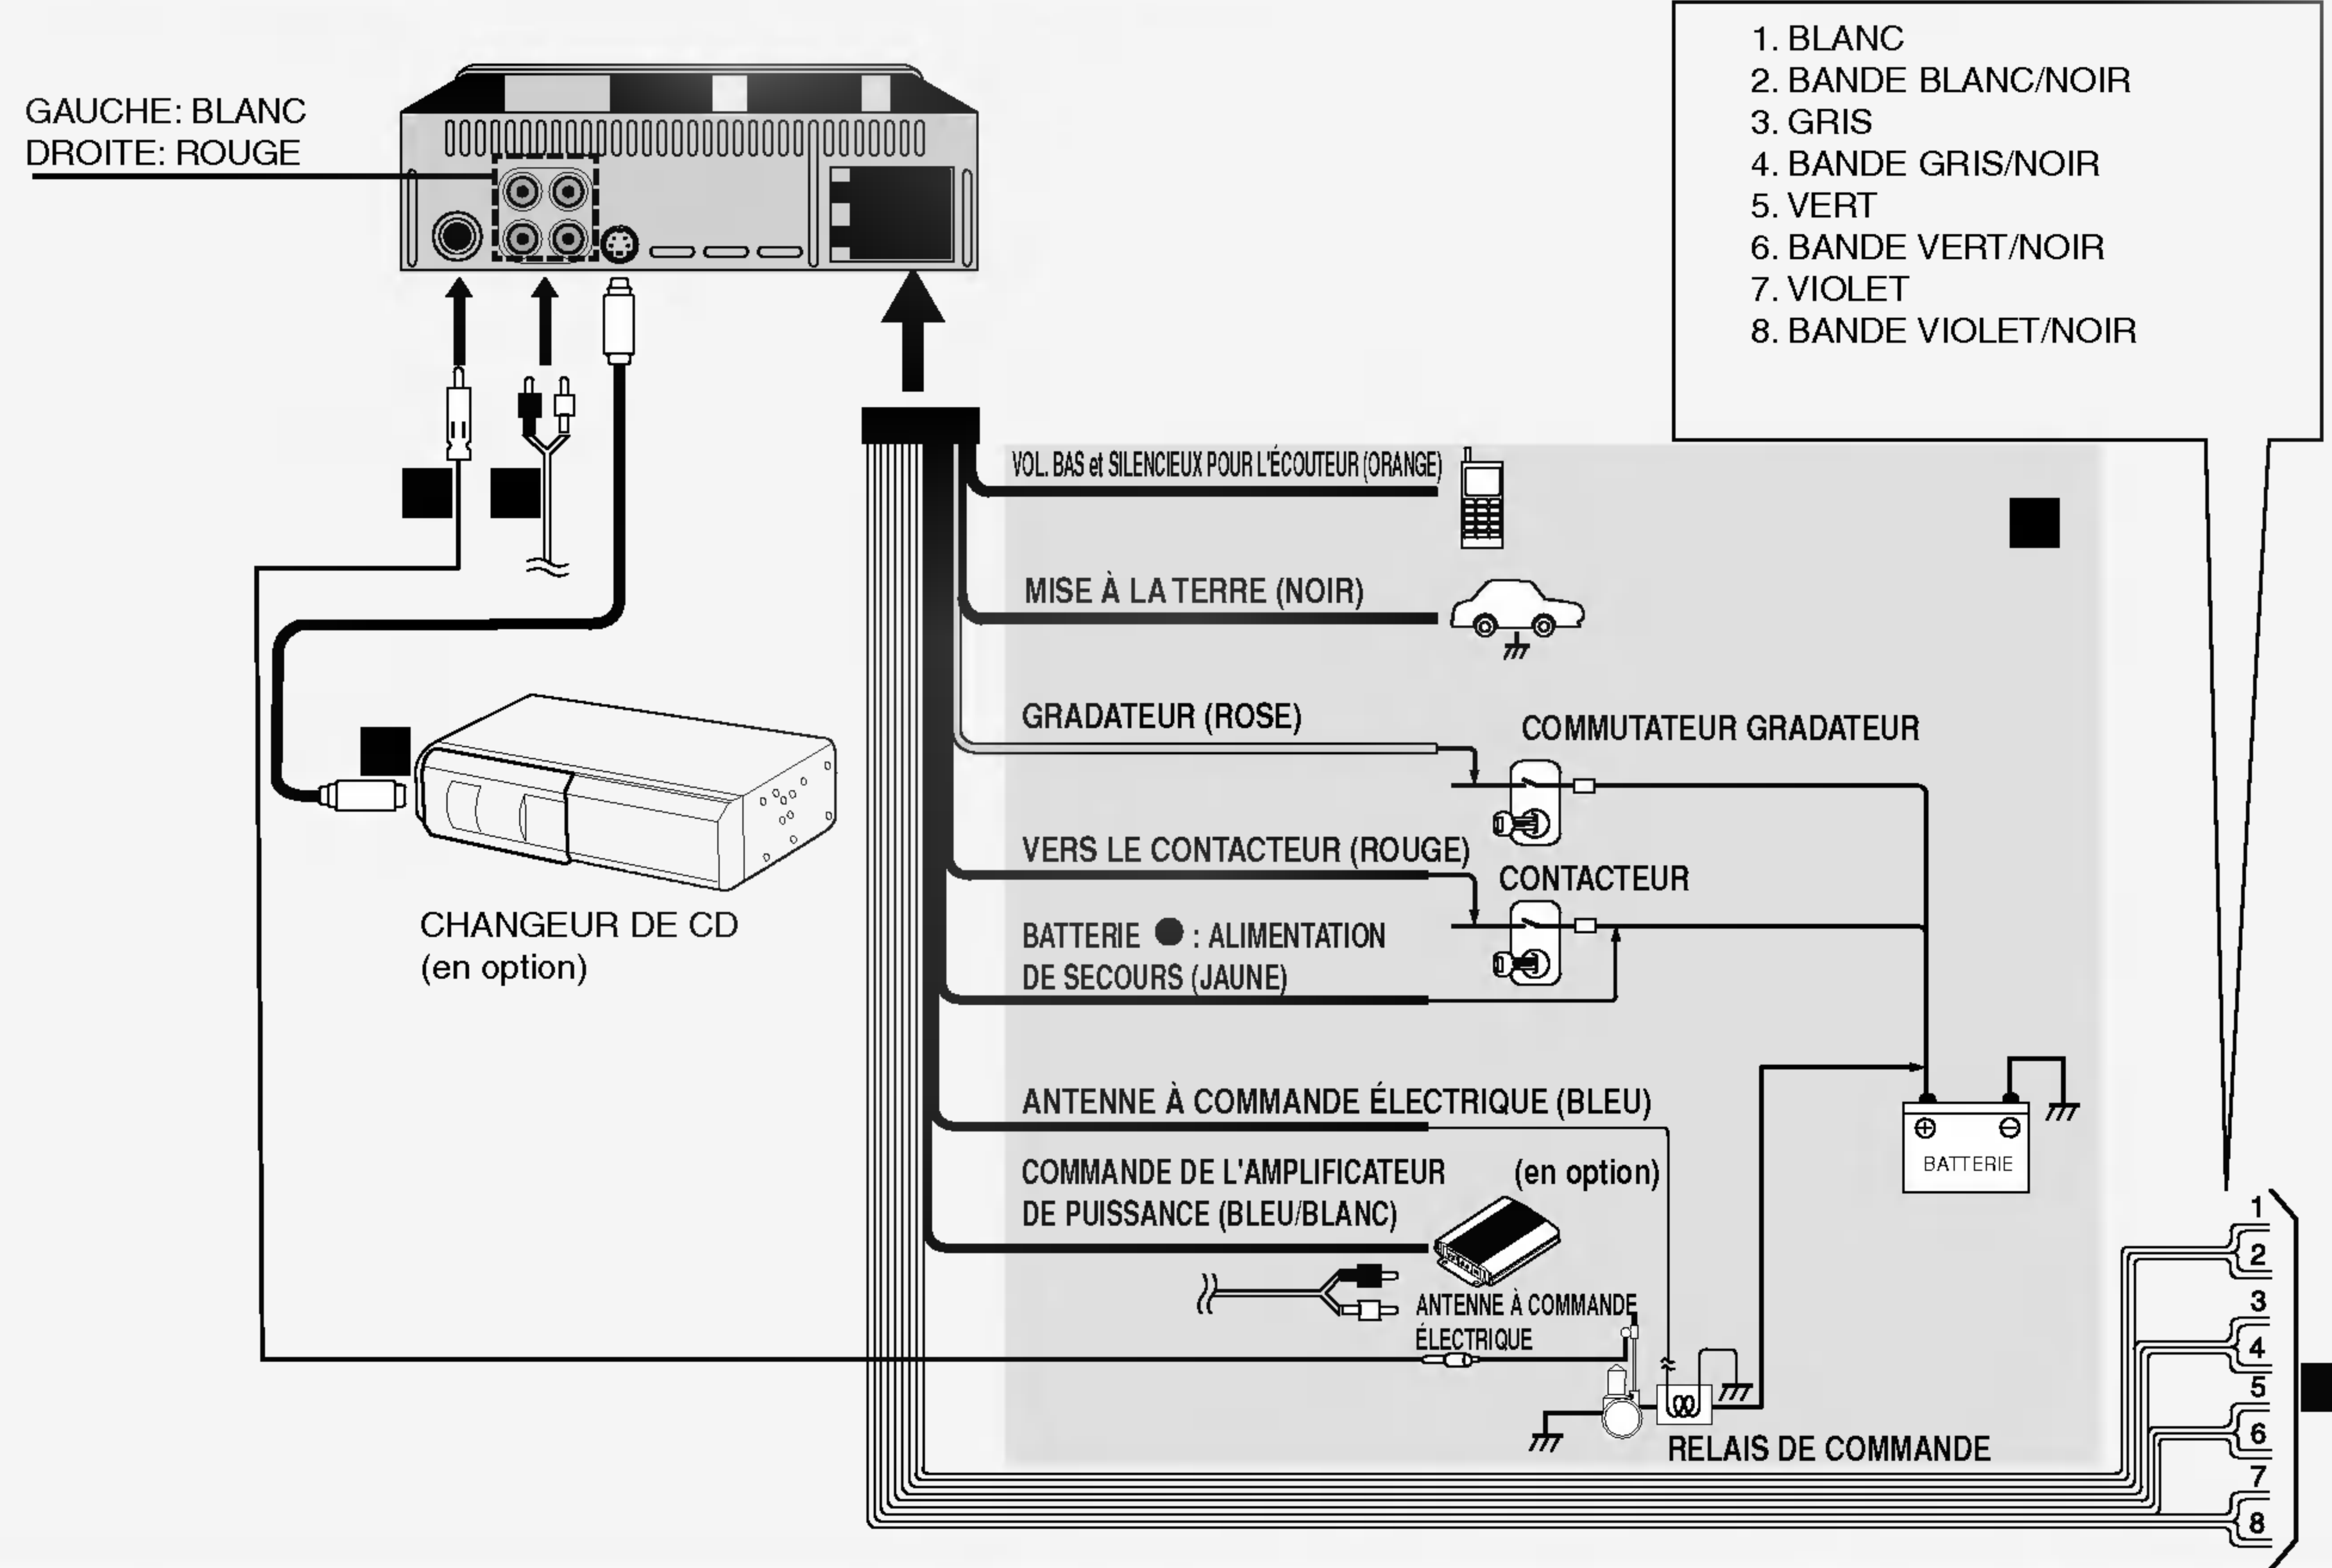 GAUCHE: BLANC
DROITE: ROUGE
1. BLANC
2. BANDE BLANC/NOIR
3. GRIS
4. BANDE GRIS/NOIR
5. VERT
6. BANDE VERT/NOIR
7. VIOLET
8. BANDE VIOLET/NOIR
VOL. BAS et SILENCIEUX POUR L'ÉCOUTEUR (ORANGE)
MISE À LA TERRE (NOIR)
GRADATEUR (ROSE)
COMMUTATEUR GRADATEUR
VERS LE CONTACTEUR (ROUGE)
CONTACTEUR
BATTERIE ● : ALIMENTATION
DE SECOURS (JAUNE)
CHANGEUR DE CD
(en option)
ANTENNE À COMMANDE ÉLECTRIQUE (BLEU)
⊕ ⊖
BATTERIE
COMMANDE DE L'AMPLIFICATEUR (en option)
DE PUISSANCE (BLEU/BLANC)
ANTENNE À COMMANDE
ÉLECTRIQUE
RELAIS DE COMMANDE
1
2
3
4
5
6
7
8